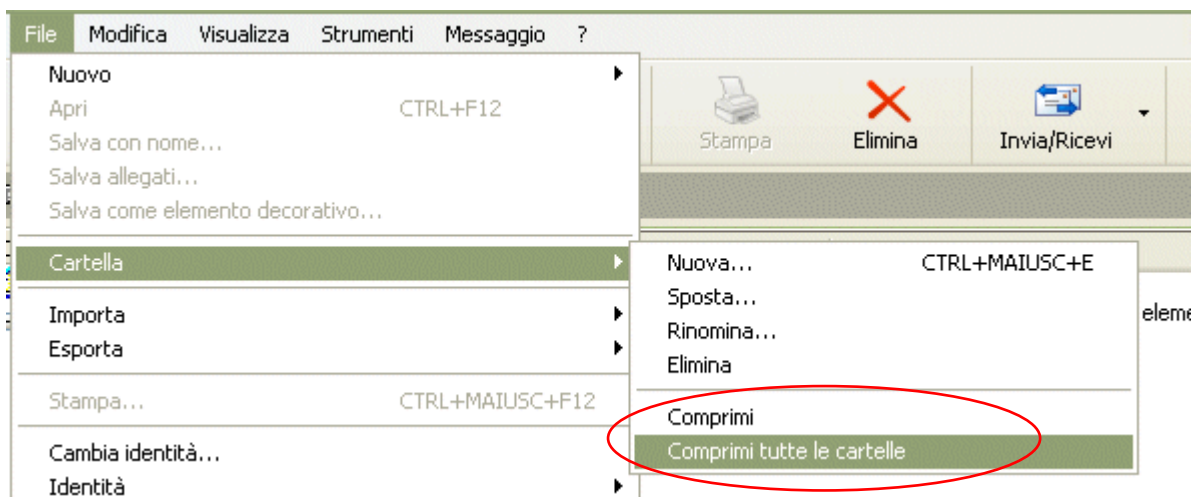 File Modifica Visualizza Strumenti Messaggio ?
Nuovo
Apri CTRL+F12
Salva con nome...
Salva allegati...
Salva come elemento decorativo...
Cartella
Importa
Esporta
Stampa... CTRL+MAIUSC+F12
Cambia identità...
Identità
Stampa
Elimina
Invia/Ricevi
Nuova... CTRL+MAIUSC+E
Sposta...
Rinomina...
Elimina
Comprimi
Comprimi tutte le cartelle